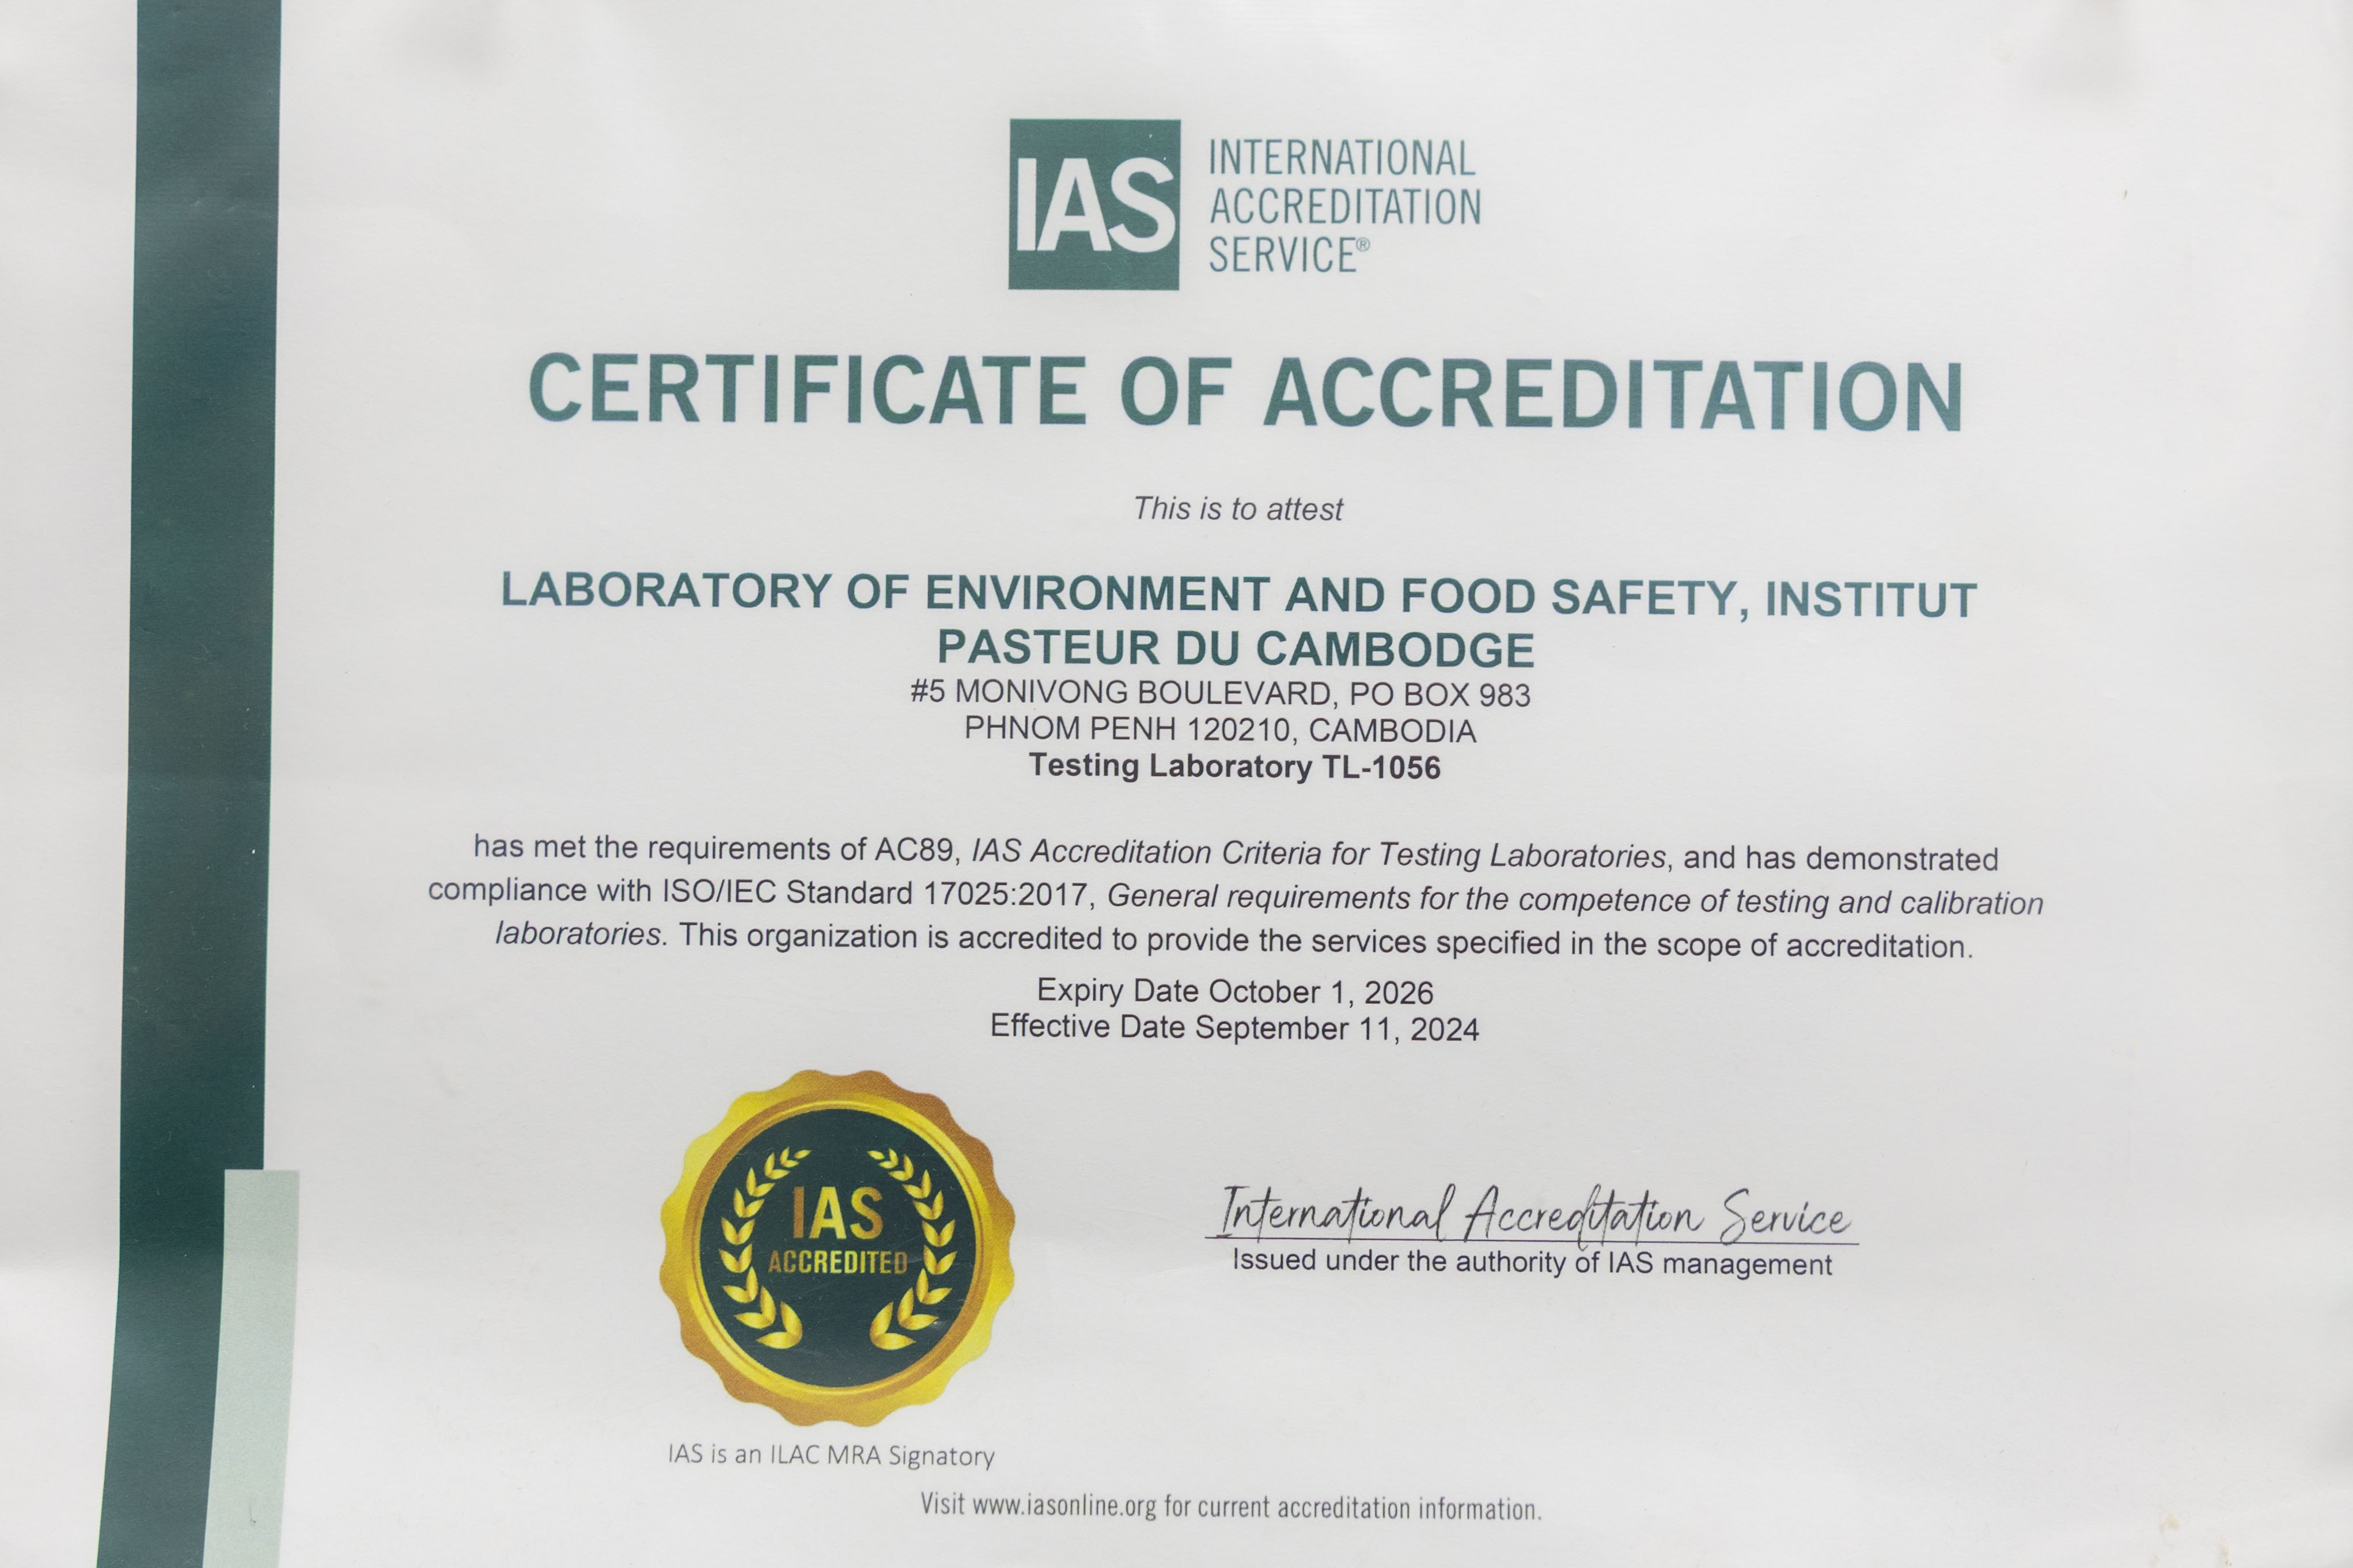 IAS
INTERNATIONAL
ACCREDITATION
SERVICE®
CERTIFICATE OF ACCREDITATION
This is to attest
LABORATORY OF ENVIRONMENT AND FOOD SAFETY, INSTITUT
PASTEUR DU CAMBODGE
#5 MONIVONG BOULEVARD, PO BOX 983
PHNOM PENH 120210, CAMBODIA
Testing Laboratory TL-1056
has met the requirements of AC89, IAS Accreditation Criteria for Testing Laboratories, and has demonstrated
compliance with ISO/IEC Standard 17025:2017, General requirements for the competence of testing and calibration
laboratories. This organization is accredited to provide the services specified in the scope of accreditation.
Expiry Date October 1, 2026
Effective Date September 11, 2024
IAS
ACCREDITED
International Accreditation Service
Issued under the authority of IAS management
IAS is an ILAC MRA Signatory
Visit www.iasonline.org for current accreditation information.